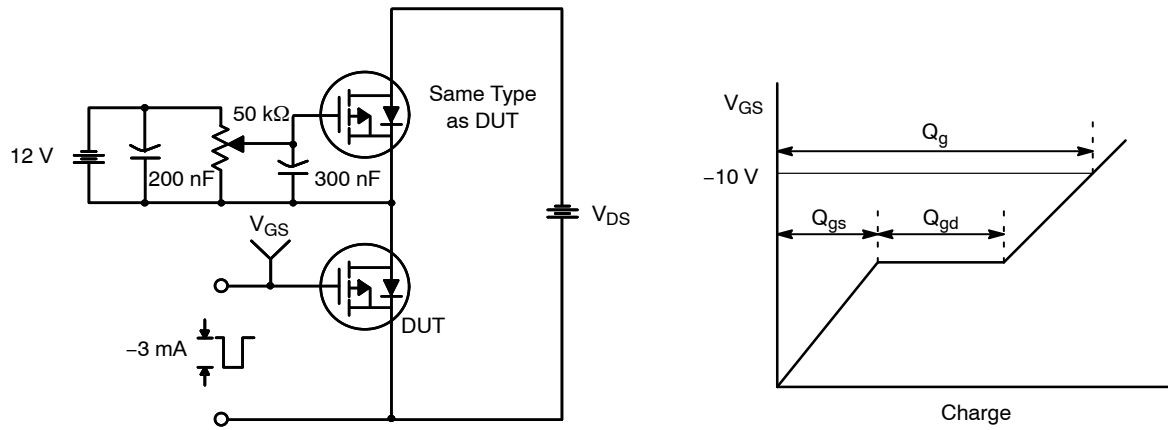 Same Type
as DUT
50 kΩ
12 V
200 nF
300 nF
V_GS
V_DS
DUT
−3 mA
V_GS
Q_g
−10 V
Q_gs
Q_gd
Charge